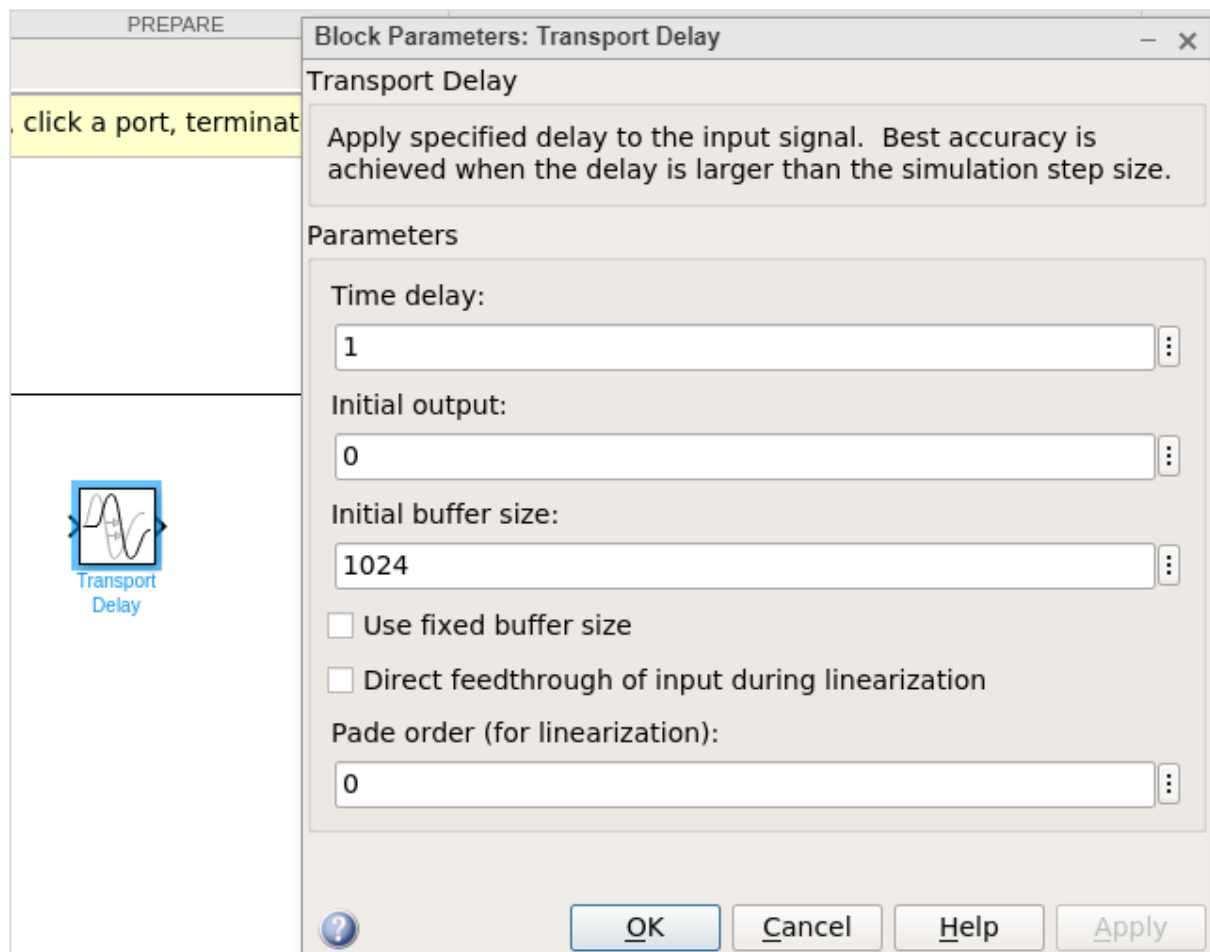 PREPARE
Block Parameters: Transport Delay
Transport Delay
, click a port, terminat
Apply specified delay to the input signal.  Best accuracy is
achieved when the delay is larger than the simulation step size.
Parameters
Time delay:
1
Initial output:
0
Initial buffer size:
1024
Use fixed buffer size
Direct feedthrough of input during linearization
Pade order (for linearization):
0
Transport
Delay
OK
Cancel
Help
Apply